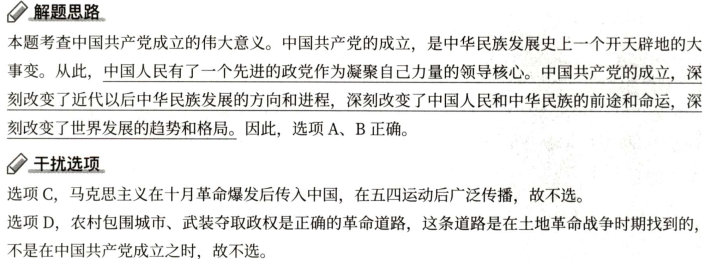 解题思路
本题考查中国共产党成立的伟大意义。中国共产党的成立，是中华民族发展史上一个开天辟地的大
事变。从此，中国人民有了一个先进的政党作为凝聚自己力量的领导核心。中国共产党的成立，深
刻改变了近代以后中华民族发展的方向和进程，深刻改变了中国人民和中华民族的前途和命运，深
刻改变了世界发展的趋势和格局。因此，选项 A、B 正确。
干扰选项
选项 C，马克思主义在十月革命爆发后传入中国，在五四运动后广泛传播，故不选。
选项 D，农村包围城市、武装夺取政权是正确的革命道路，这条道路是在土地革命战争时期找到的，
不是在中国共产党成立之时，故不选。